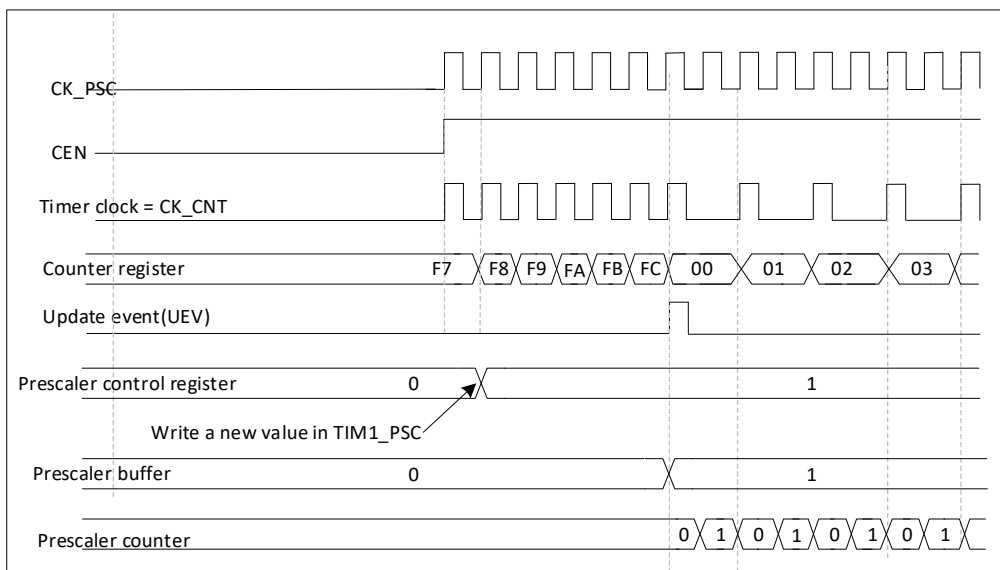 CK_PSC
CEN
Timer clock = CK_CNT
Counter register F7 F8 F9 FA FB FC 00 01 02 03
Update event(UEV)
Prescaler control register 0 1
Write a new value in TIM1_PSC
Prescaler buffer 0 1
Prescaler counter 0 1 0 1 0 1 0 1